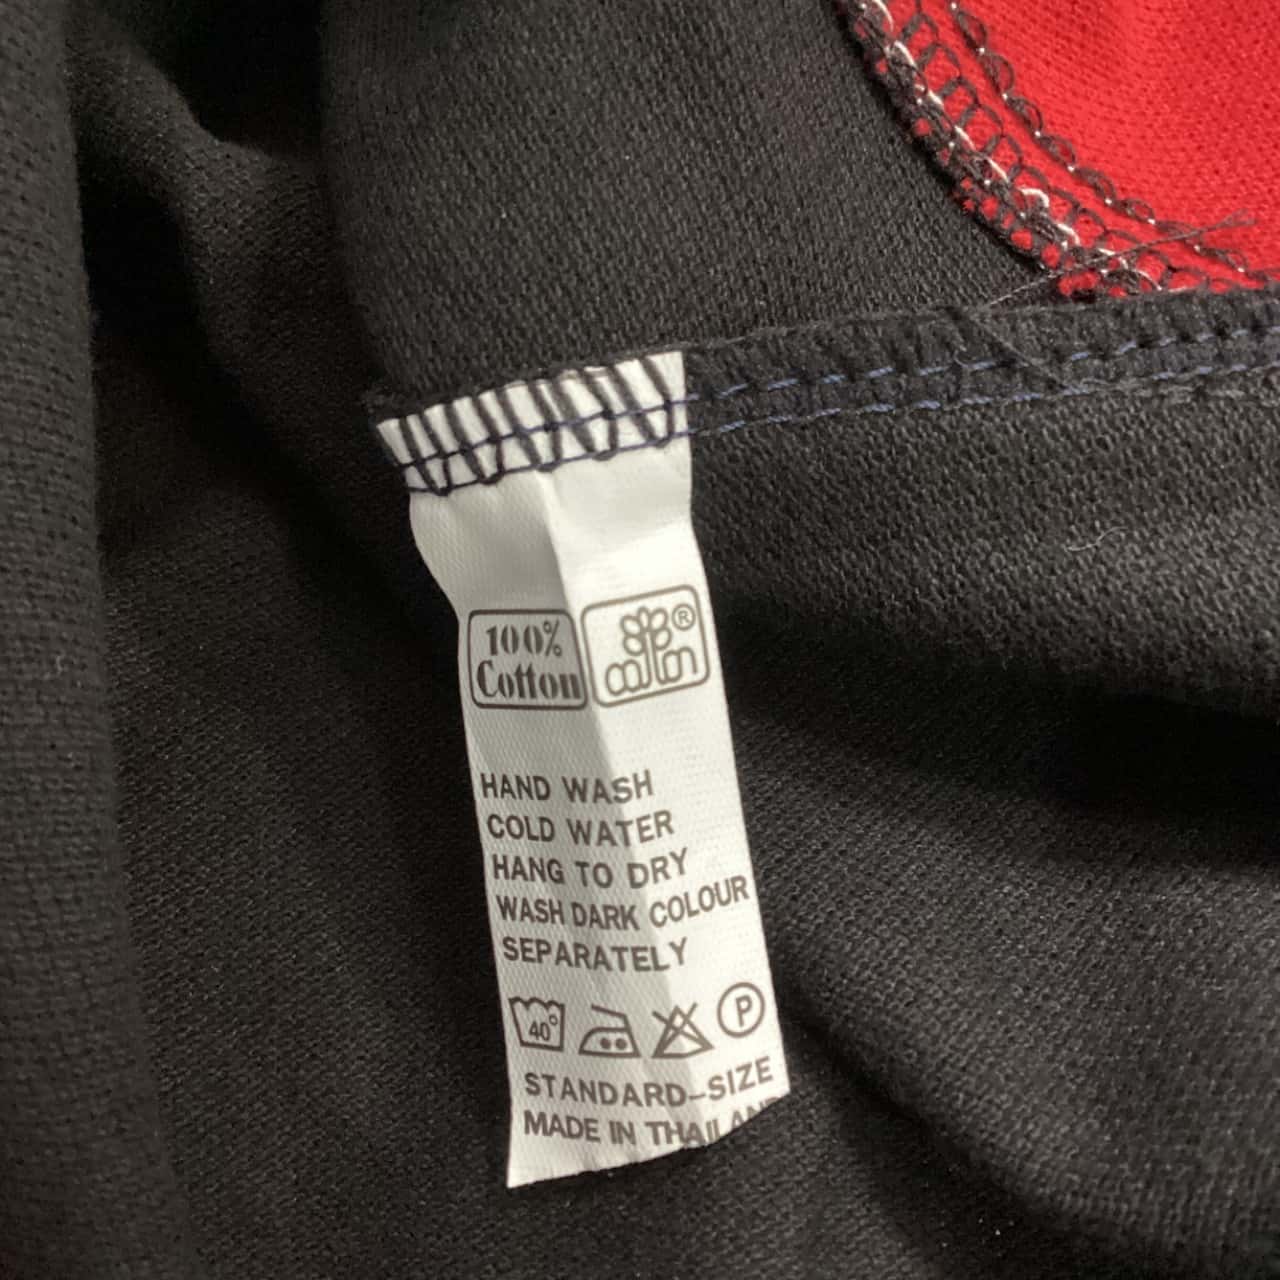 100%
Cotton
cotton ®
HAND WASH
COLD WATER
HANG TO DRY
WASH DARK COLOUR
SEPARATELY
40°
P
STANDARD-SIZE
MADE IN THAILAND